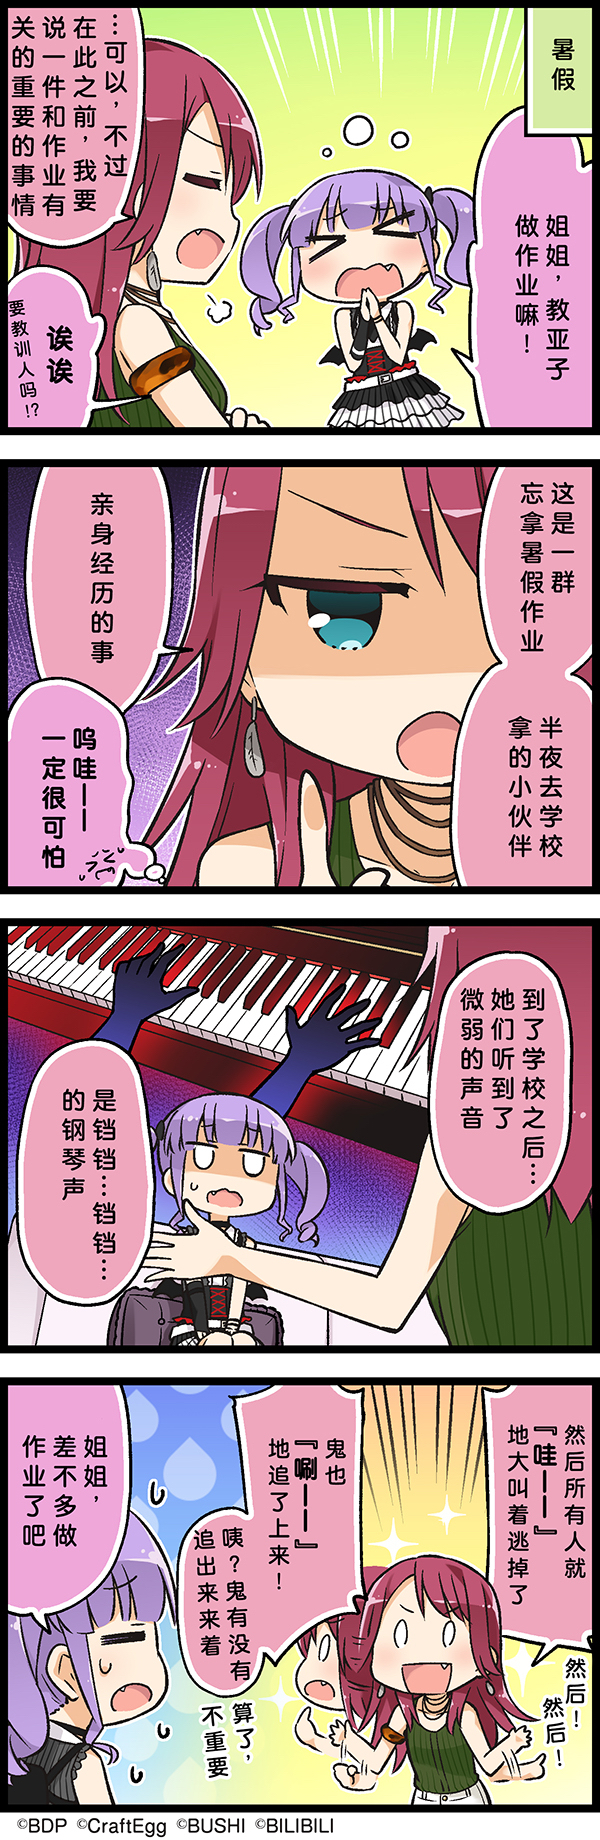 暑假
姐姐，教亚子
做作业嘛！
…可以，不过
在此之前，我要
说一件和作业有
关的重要的事情
诶诶
要教训人吗!?
这是一群
忘拿暑假作业
半夜去学校
拿的小伙伴
亲身经历的事
呜哇——
一定很可怕
到了学校之后…
她们听到了
微弱的声音
是铛铛…铛铛…
的钢琴声
然后所有人就
『哇——』
地大叫着逃掉了
然后！
然后！
鬼也
『唰——』
地追了上来！
咦？鬼有没有
追出来来着
算了，
不重要
姐姐，
差不多做
作业了吧
©BDP ©CraftEgg ©BUSHI ©BILIBILI